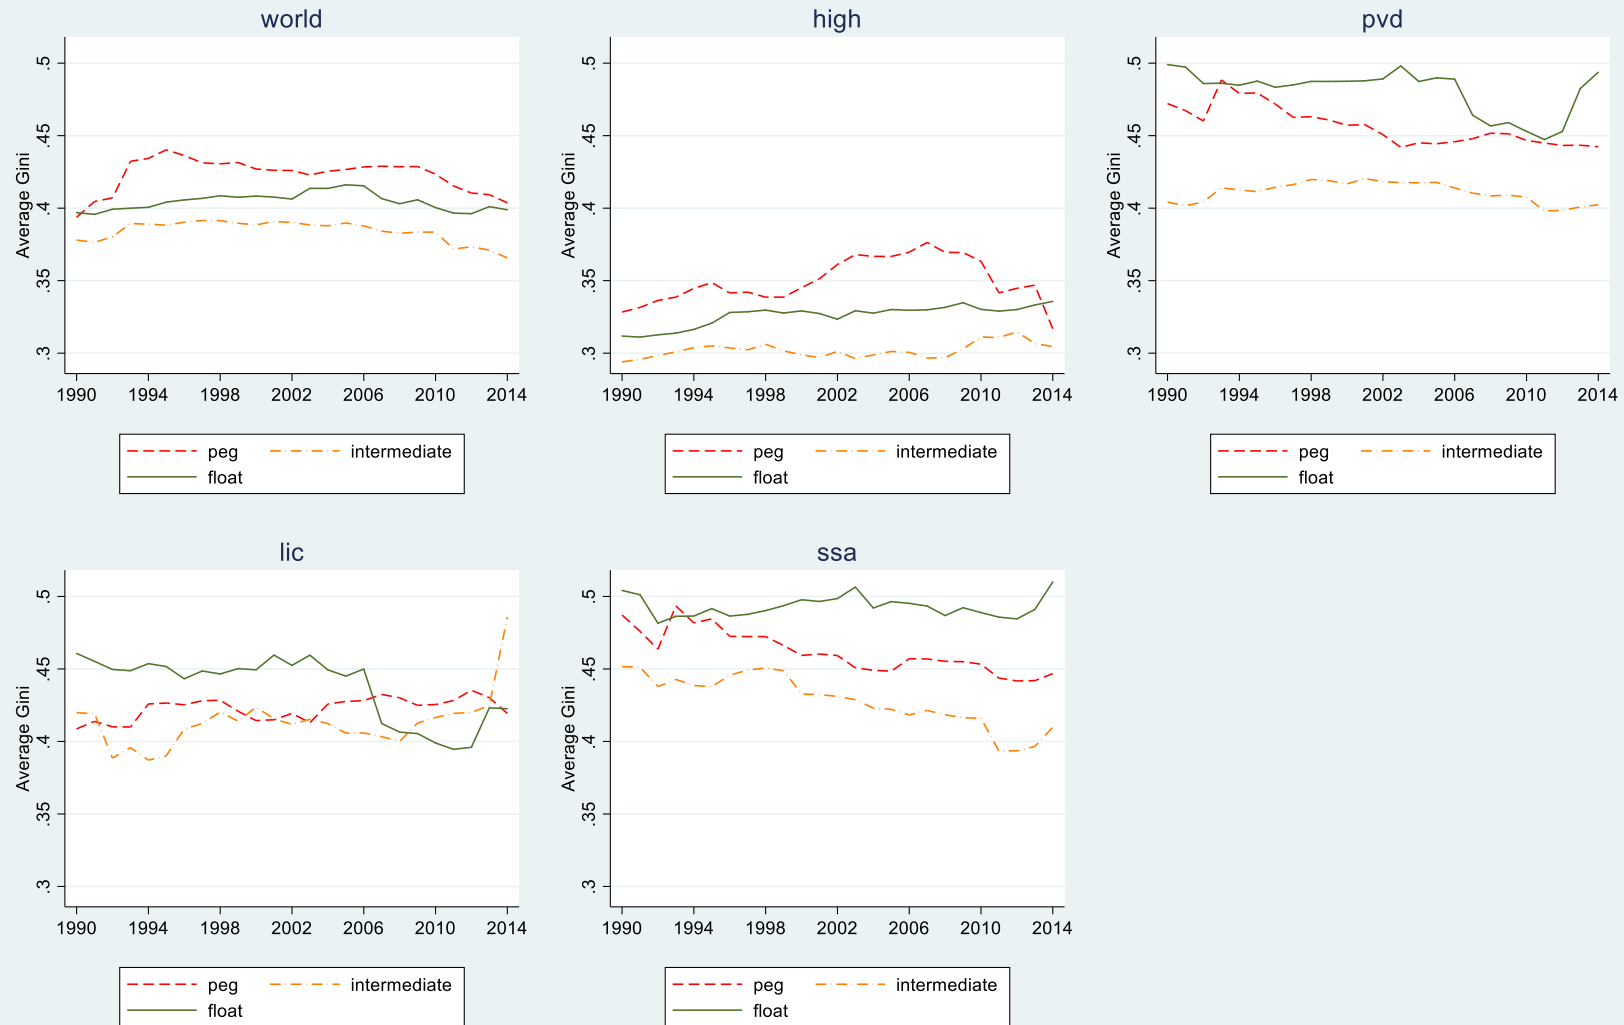 world
Average Gini
.5
.45
.4
.35
.3
1990 1994 1998 2002 2006 2010 2014
peg intermediate
float
high
Average Gini
.5
.45
.4
.35
.3
1990 1994 1998 2002 2006 2010 2014
peg intermediate
float
pvd
Average Gini
.5
.45
.4
.35
.3
1990 1994 1998 2002 2006 2010 2014
peg intermediate
float
lic
Average Gini
.5
.45
.4
.35
.3
1990 1994 1998 2002 2006 2010 2014
peg intermediate
float
ssa
Average Gini
.5
.45
.4
.35
.3
1990 1994 1998 2002 2006 2010 2014
peg intermediate
float